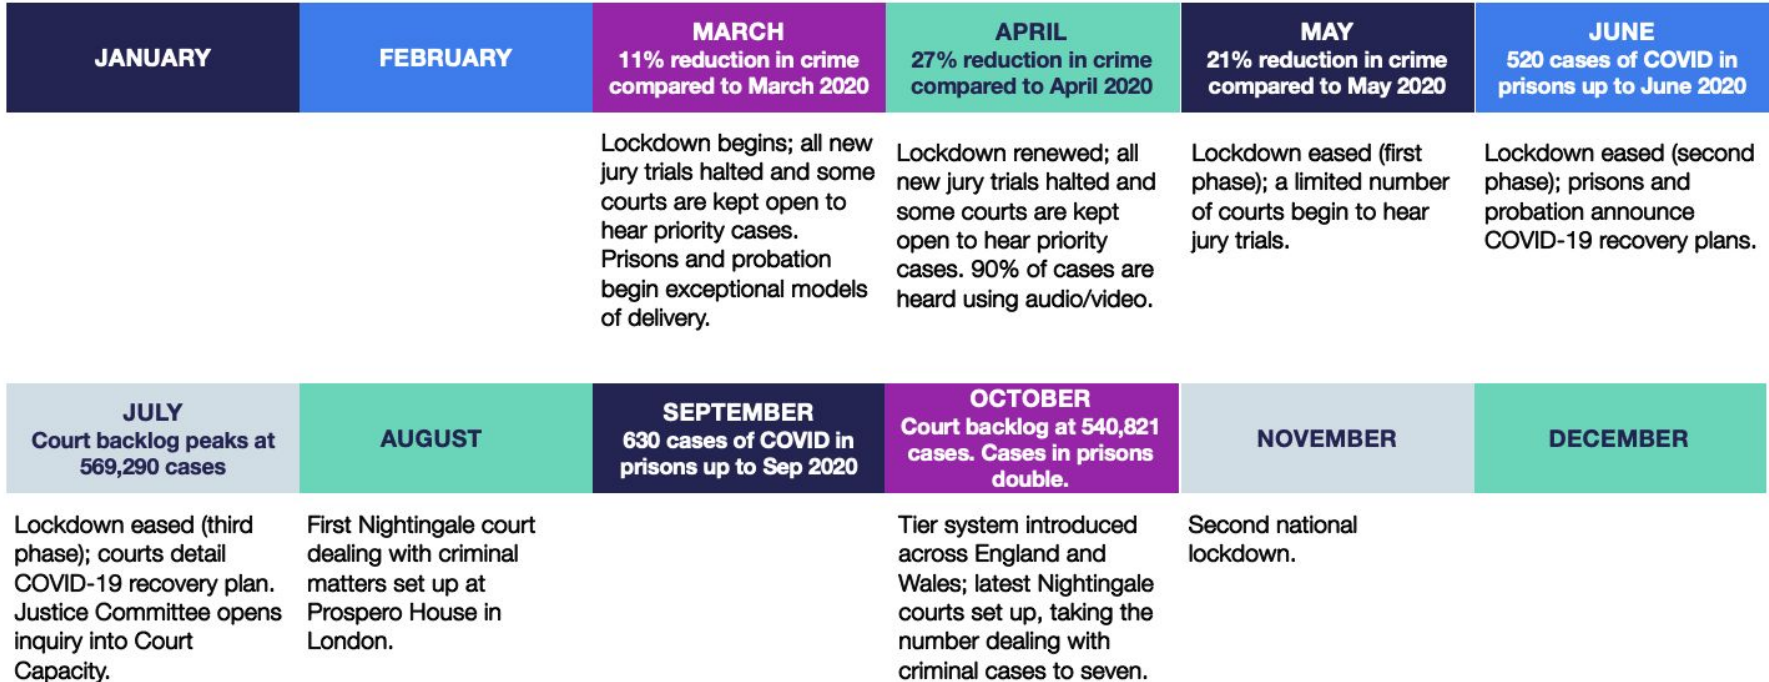 JANUARY
FEBRUARY
MARCH
11% reduction in crime
compared to March 2020
APRIL
27% reduction in crime
compared to April 2020
MAY
21% reduction in crime
compared to May 2020
JUNE
520 cases of COVID in
prisons up to June 2020
Lockdown begins; all new
jury trials halted and some
courts are kept open to
hear priority cases.
Prisons and probation
begin exceptional models
of delivery.
Lockdown renewed; all
new jury trials halted and
some courts are kept
open to hear priority
cases. 90% of cases are
heard using audio/video.
Lockdown eased (first
phase); a limited number
of courts begin to hear
jury trials.
Lockdown eased (second
phase); prisons and
probation announce
COVID-19 recovery plans.
JULY
Court backlog peaks at
569,290 cases
AUGUST
SEPTEMBER
630 cases of COVID in
prisons up to Sep 2020
OCTOBER
Court backlog at 540,821
cases. Cases in prisons
double.
NOVEMBER
DECEMBER
Lockdown eased (third
phase); courts detail
COVID-19 recovery plan.
Justice Committee opens
inquiry into Court
Capacity.
First Nightingale court
dealing with criminal
matters set up at
Prospero House in
London.
Tier system introduced
across England and
Wales; latest Nightingale
courts set up, taking the
number dealing with
criminal cases to seven.
Second national
lockdown.